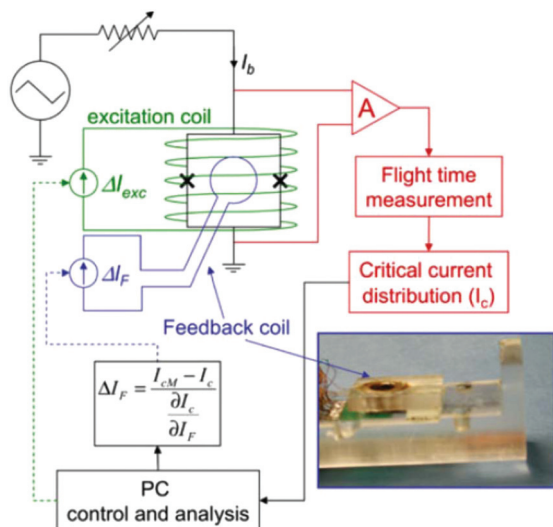 I_b
excitation coil
A
ΔI_exc
Flight time
measurement
ΔI_F
Critical current
distribution (I_c)
Feedback coil
ΔI_F = (I_cM − I_c) / (∂I_c / ∂I_F)
PC
control and analysis